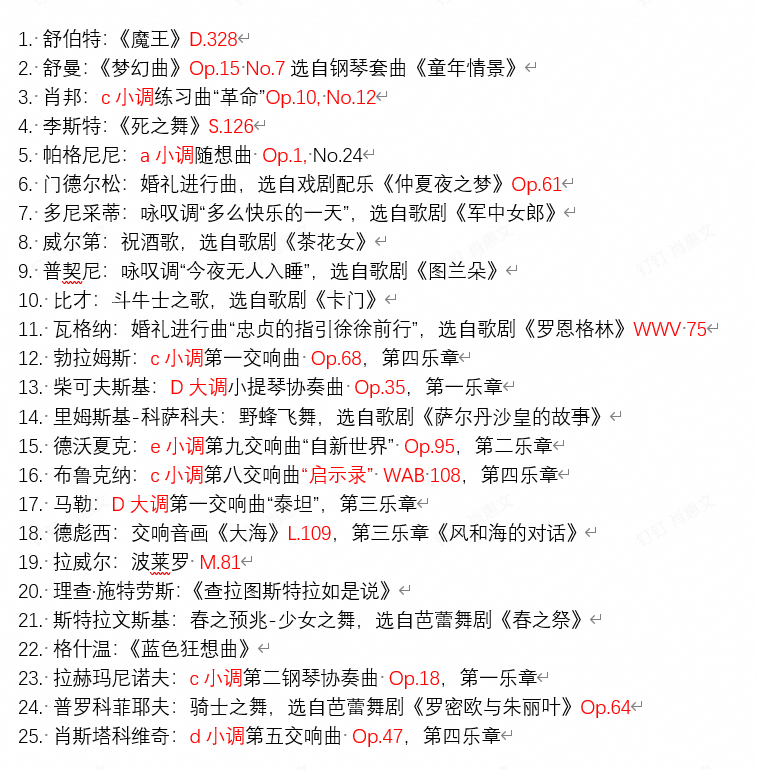 1. 舒伯特：《魔王》D.328
2. 舒曼：《梦幻曲》Op.15 No.7 选自钢琴套曲《童年情景》
3. 肖邦：c 小调练习曲“革命”Op.10, No.12
4. 李斯特：《死之舞》S.126
5. 帕格尼尼：a 小调随想曲 Op.1, No.24
6. 门德尔松：婚礼进行曲，选自戏剧配乐《仲夏夜之梦》Op.61
7. 多尼采蒂：咏叹调“多么快乐的一天”，选自歌剧《军中女郎》
8. 威尔第：祝酒歌，选自歌剧《茶花女》
9. 普契尼：咏叹调“今夜无人入睡”，选自歌剧《图兰朵》
10. 比才：斗牛士之歌，选自歌剧《卡门》
11. 瓦格纳：婚礼进行曲“忠贞的指引徐徐前行”，选自歌剧《罗恩格林》WWV 75
12. 勃拉姆斯：c 小调第一交响曲 Op.68，第四乐章
13. 柴可夫斯基：D 大调小提琴协奏曲 Op.35，第一乐章
14. 里姆斯基-科萨科夫：野蜂飞舞，选自歌剧《萨尔丹沙皇的故事》
15. 德沃夏克：e 小调第九交响曲“自新世界” Op.95，第二乐章
16. 布鲁克纳：c 小调第八交响曲“启示录” WAB 108，第四乐章
17. 马勒：D 大调第一交响曲“泰坦”，第三乐章
18. 德彪西：交响音画《大海》L.109，第三乐章《风和海的对话》
19. 拉威尔：波莱罗 M.81
20. 理查·施特劳斯：《查拉图斯特拉如是说》
21. 斯特拉文斯基：春之预兆-少女之舞，选自芭蕾舞剧《春之祭》
22. 格什温：《蓝色狂想曲》
23. 拉赫玛尼诺夫：c 小调第二钢琴协奏曲 Op.18，第一乐章
24. 普罗科菲耶夫：骑士之舞，选自芭蕾舞剧《罗密欧与朱丽叶》Op.64
25. 肖斯塔科维奇：d 小调第五交响曲 Op.47，第四乐章